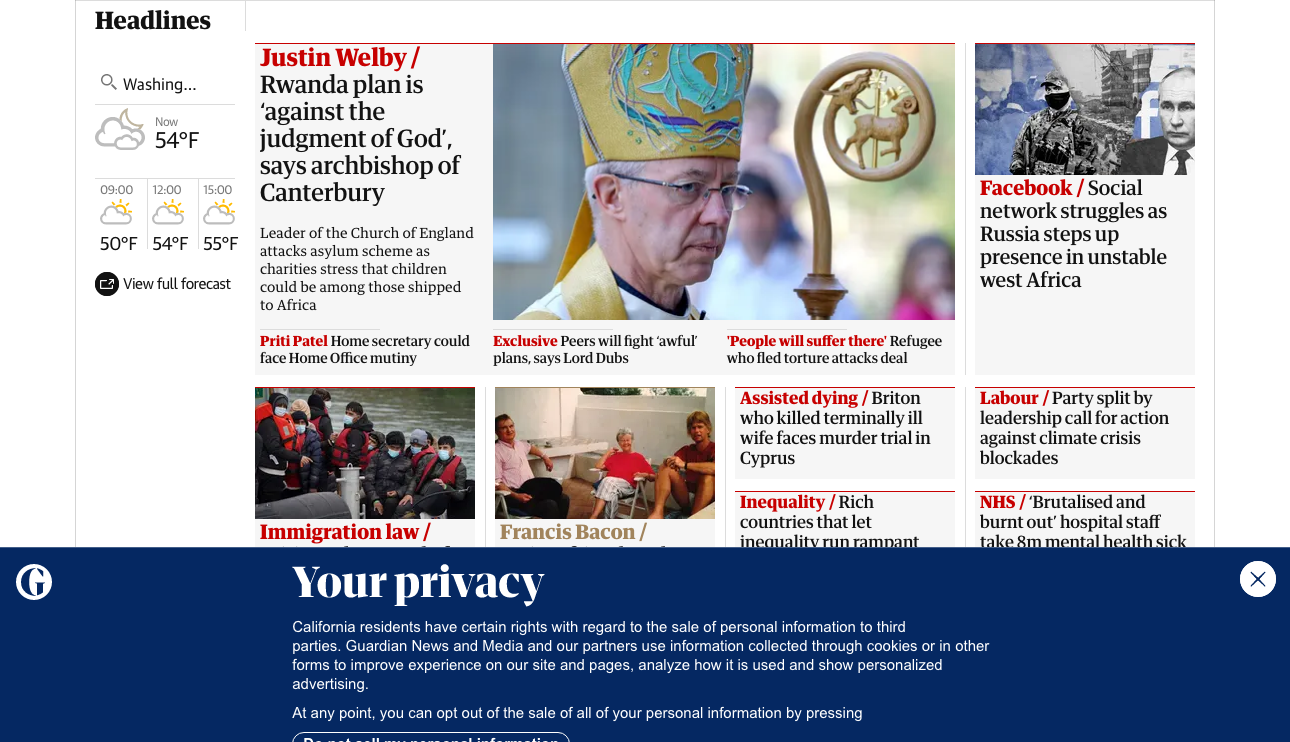 Headlines
Washing...
Now
54°F
09:00
12:00
15:00
50°F
54°F
55°F
View full forecast
Justin Welby /
Rwanda plan is
‘against the
judgment of God’,
says archbishop of
Canterbury
Leader of the Church of England
attacks asylum scheme as
charities stress that children
could be among those shipped
to Africa
Priti Patel Home secretary could
face Home Office mutiny
Exclusive Peers will fight ‘awful’
plans, says Lord Dubs
'People will suffer there' Refugee
who fled torture attacks deal
Facebook / Social
network struggles as
Russia steps up
presence in unstable
west Africa
Immigration law /
Francis Bacon /
Assisted dying / Briton
who killed terminally ill
wife faces murder trial in
Cyprus
Inequality / Rich
countries that let
inequality run rampant
Labour / Party split by
leadership call for action
against climate crisis
blockades
NHS / ‘Brutalised and
burnt out’ hospital staff
take 8m mental health sick
Your privacy
California residents have certain rights with regard to the sale of personal information to third
parties. Guardian News and Media and our partners use information collected through cookies or in other
forms to improve experience on our site and pages, analyze how it is used and show personalized
advertising.
At any point, you can opt out of the sale of all of your personal information by pressing
Do not sell my personal information